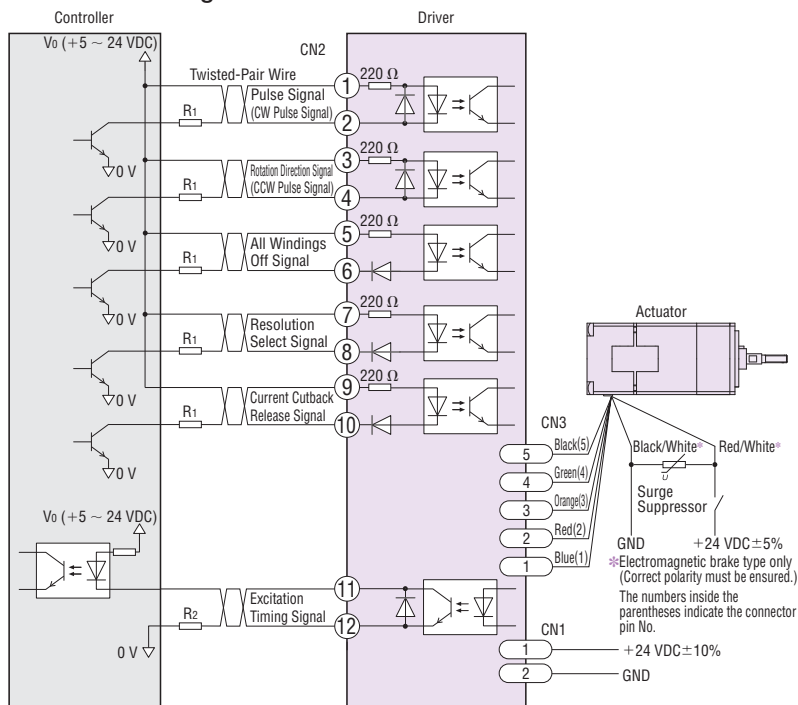 Controller
Driver
V0 (+5 ~ 24 VDC)
CN2
Twisted-Pair Wire
1
220 Ω
Pulse Signal
(CW Pulse Signal)
R1
2
0 V
3
220 Ω
Rotation Direction Signal
(CCW Pulse Signal)
R1
4
0 V
5
220 Ω
All Windings
Off Signal
R1
6
0 V
7
220 Ω
Resolution
Select Signal
R1
8
0 V
9
220 Ω
Current Cutback
Release Signal
R1
10
0 V
Actuator
CN3
5 Black(5)
4 Green(4)
3 Orange(3)
2 Red(2)
1 Blue(1)
Black/White*
Red/White*
U
Surge
Suppressor
GND
+24 VDC±5%
*Electromagnetic brake type only
(Correct polarity must be ensured.)
The numbers inside the
parentheses indicate the connector
pin No.
V0 (+5 ~ 24 VDC)
11
Excitation
Timing Signal
R2
12
0 V
CN1
1 +24 VDC±10%
2 GND